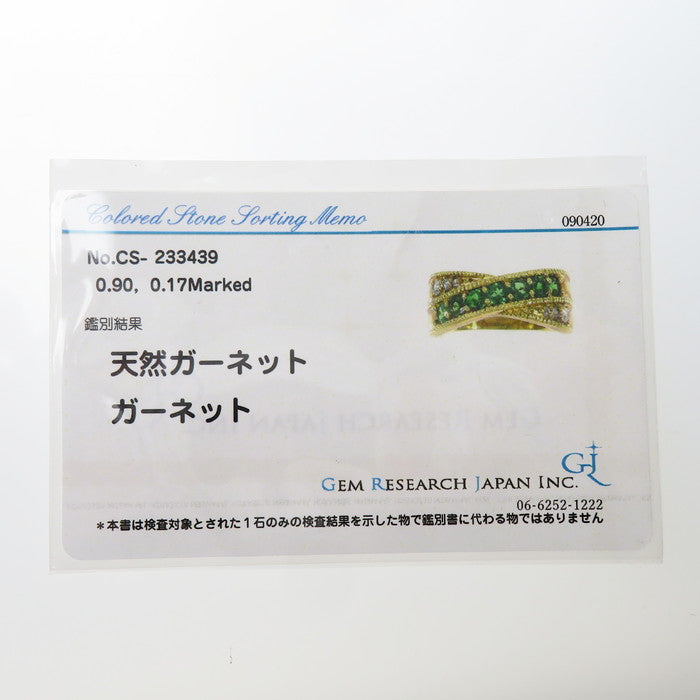 Colored Stone Sorting Memo
090420
No.CS- 233439
0.90, 0.17Marked
鑑別結果
天然ガーネット
ガーネット
GEM RESEARCH JAPAN INC.
06-6252-1222
*本書は検査対象とされた1石のみの検査結果を示した物で鑑別書に代わる物ではありません